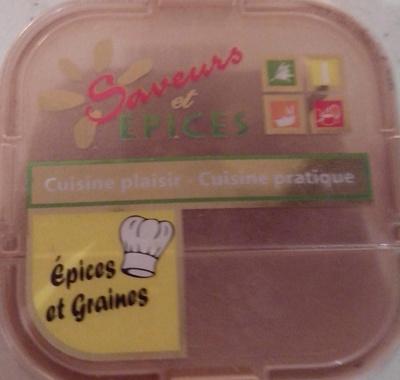 Saveurs
et
EPICES
Cuisine plaisir - Cuisine pratique
Épices
et Graines